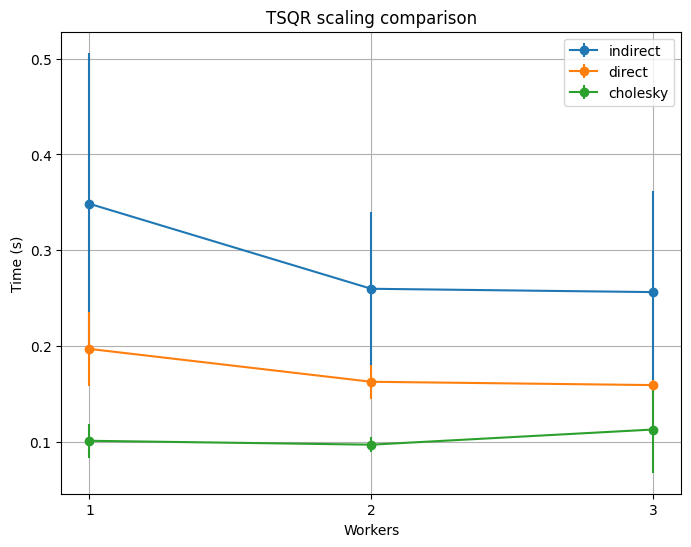 TSQR scaling comparison
indirect
direct
cholesky
0.5
0.4
0.3
0.2
0.1
Time (s)
1
2
3
Workers